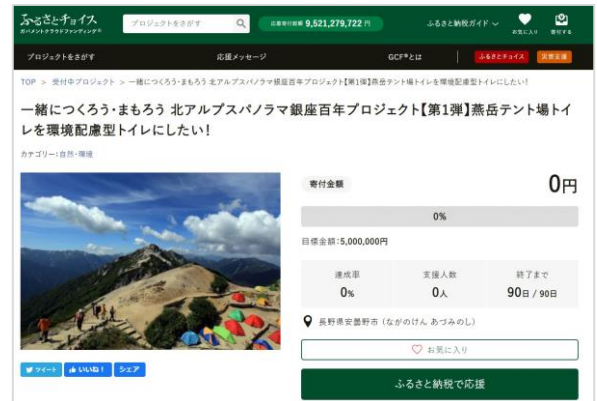 ふるさとチョイス
ガバメントクラウドファンディング®
プロジェクトをさがす
応援寄付総額 9,521,279,722 円
ふるさと納税ガイド
お気に入り
寄付する
プロジェクトをさがす
応援メッセージ
GCF®とは
ふるさとチョイス
災害支援
TOP > 受付中プロジェクト > 一緒につくろう・まもろう 北アルプスパノラマ銀座百年プロジェクト【第1弾】燕岳テント場トイレを環境配慮型トイレにしたい!
一緒につくろう・まもろう 北アルプスパノラマ銀座百年プロジェクト【第1弾】燕岳テント場トイ
レを環境配慮型トイレにしたい!
カテゴリー:自然・環境
寄付金額
0円
0%
目標金額:5,000,000円
達成率
支援人数
終了まで
0%
0人
90日 / 90日
長野県安曇野市 (ながのけん あづみのし)
お気に入り
ツイート
いいね!
シェア
ふるさと納税で応援